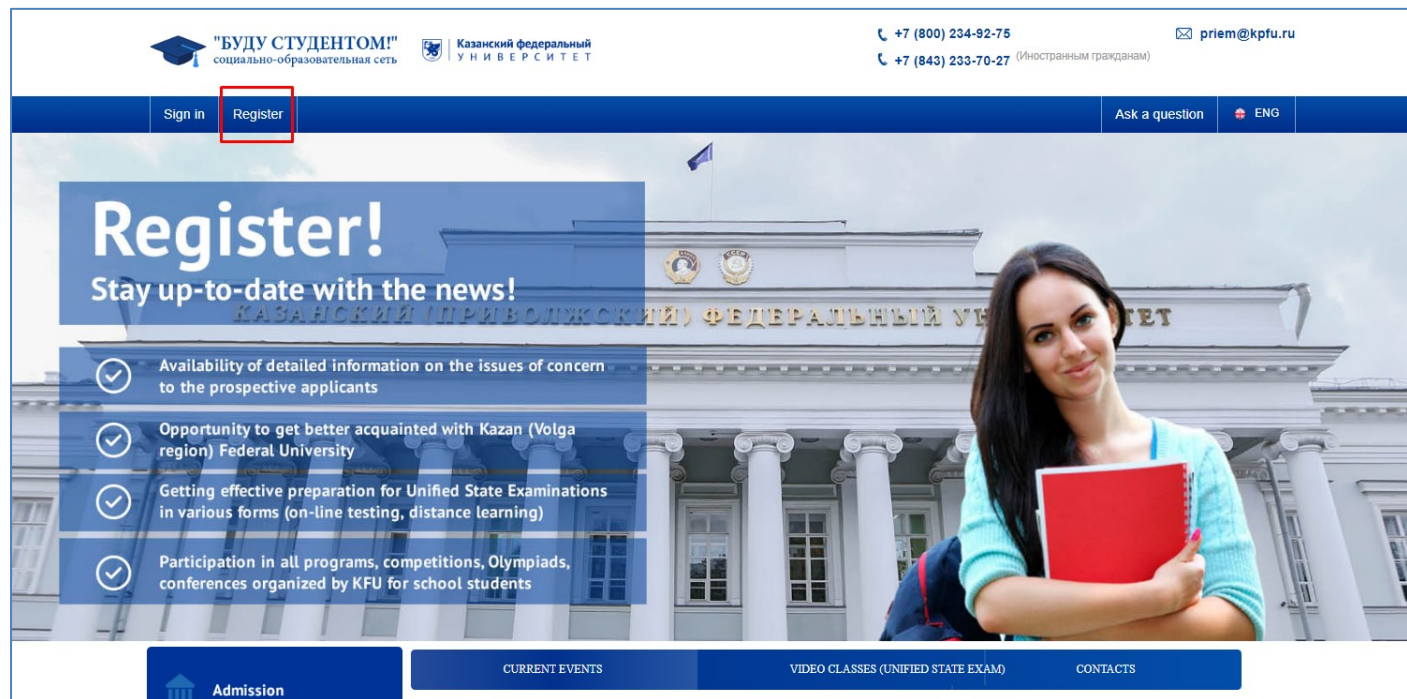 "БУДУ СТУДЕНТОМ!"
социально-образовательная сеть
Казанский федеральный
УНИВЕРСИТЕТ
+7 (800) 234-92-75
+7 (843) 233-70-27 (Иностранным гражданам)
priem@kpfu.ru
Sign in Register Ask a question ENG
Register!
Stay up-to-date with the news!
КАЗАНСКИЙ (ПРИВОЛЖСКИЙ) ФЕДЕРАЛЬНЫЙ
Availability of detailed information on the issues of concern
to the prospective applicants
Opportunity to get better acquainted with Kazan (Volga
region) Federal University
Getting effective preparation for Unified State Examinations
in various forms (on-line testing, distance learning)
Participation in all programs, competitions, Olympiads,
conferences organized by KFU for school students
Admission
CURRENT EVENTS VIDEO CLASSES (UNIFIED STATE EXAM) CONTACTS